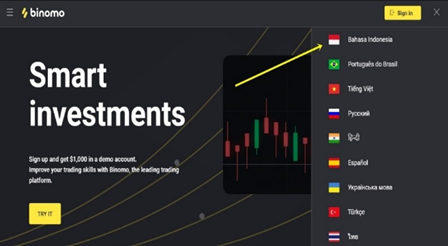 binomo
Sign in
Smart
investments
Sign up and get $1,000 in a demo account.
Improve your trading skills with Binomo, the leading trading
platform.
TRY IT
Bahasa Indonesia
Português do Brasil
Tiếng Việt
Русский
हिन्दी
Español
Українська мова
Türkçe
ไทย